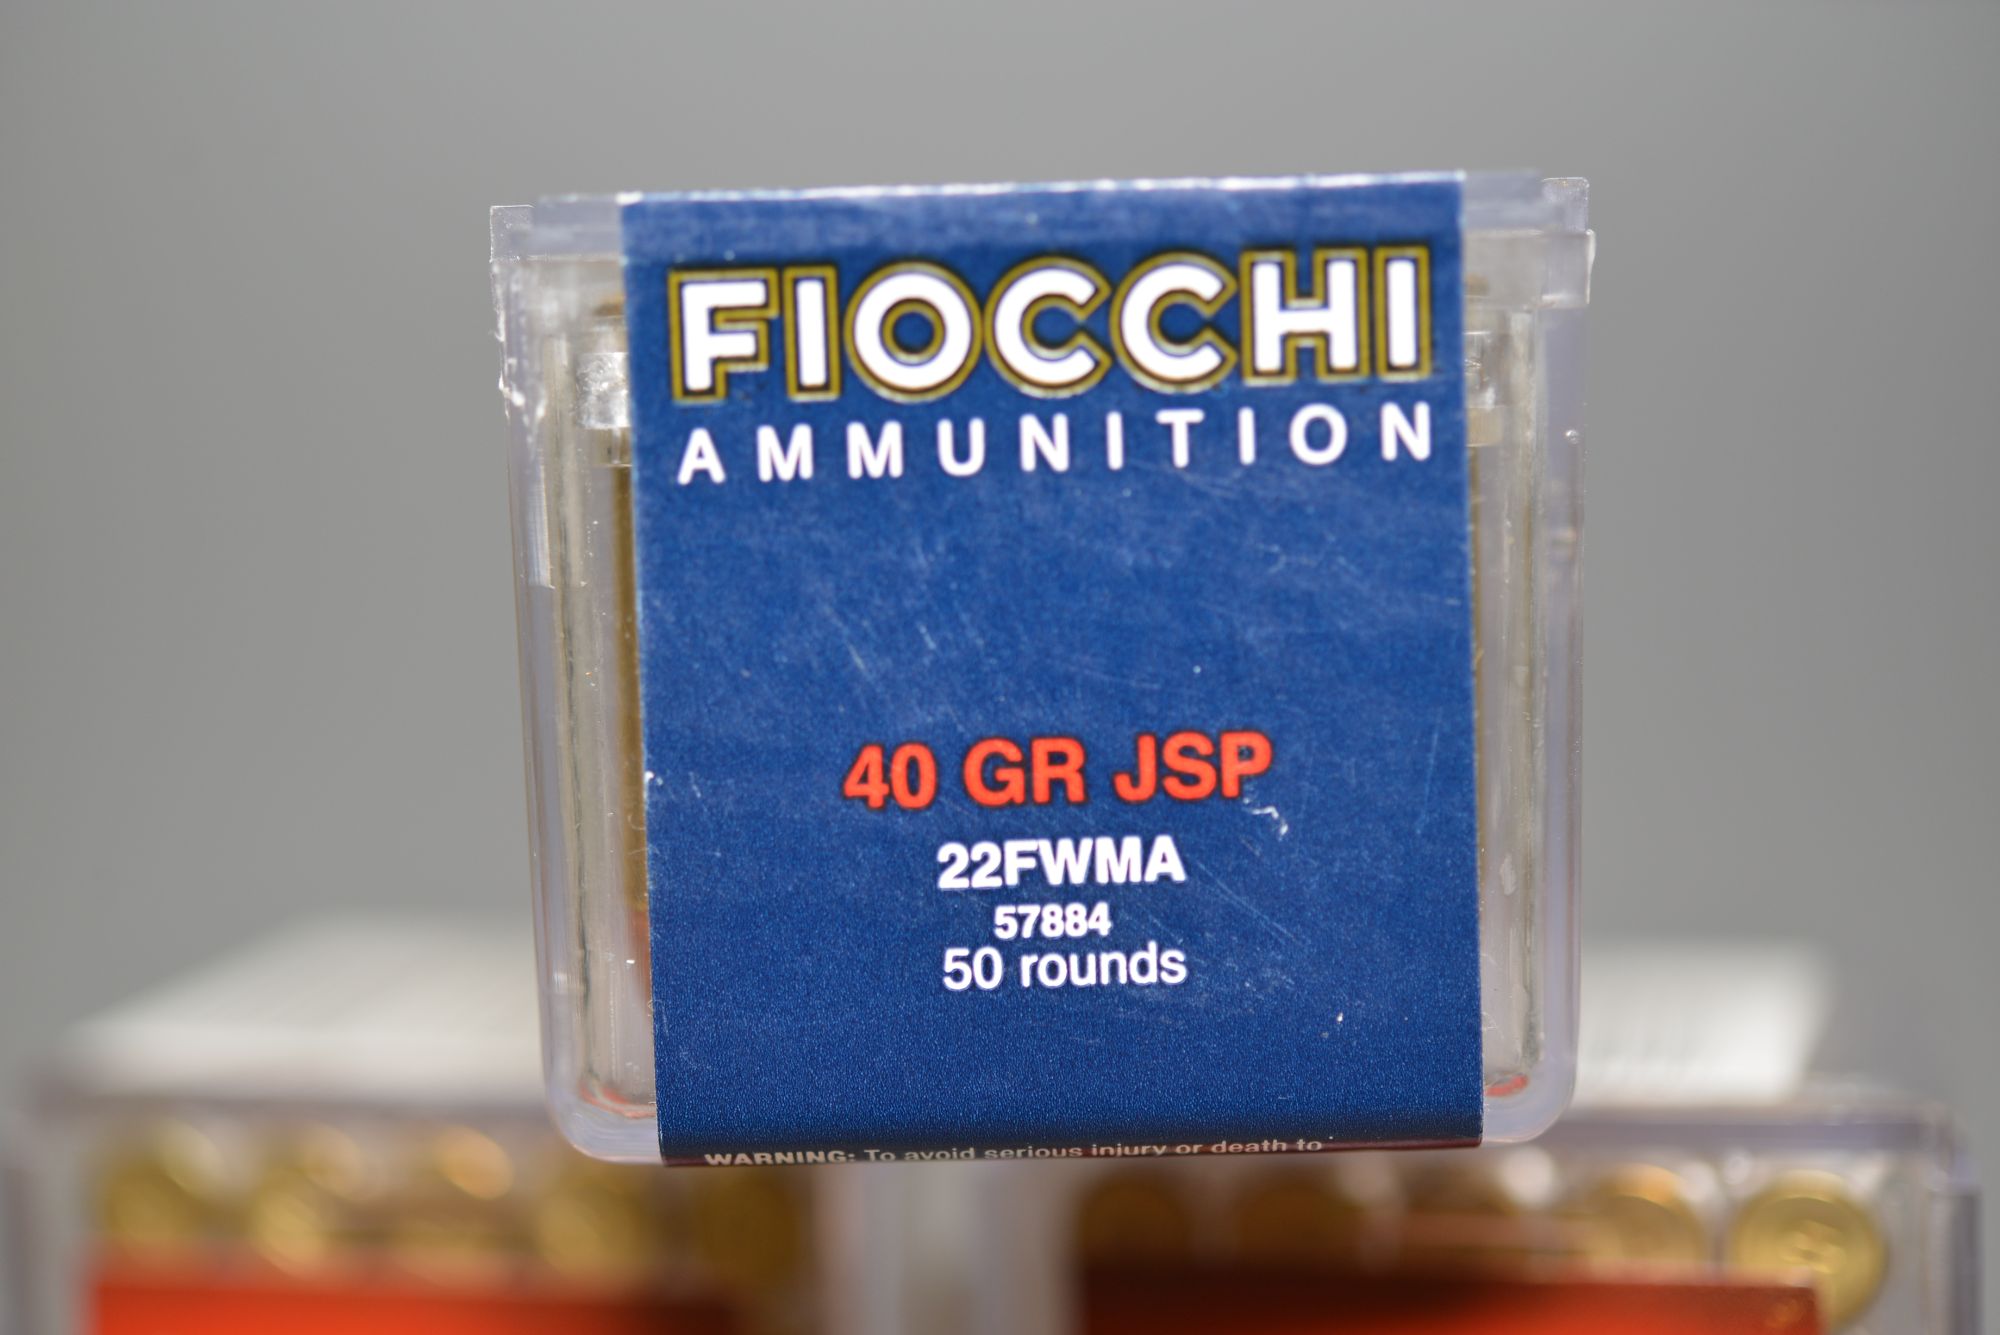 FIOCCHI
AMMUNITION
40 GR JSP
22FWMA
57884
50 rounds
WARNING: To avoid serious injury or death to